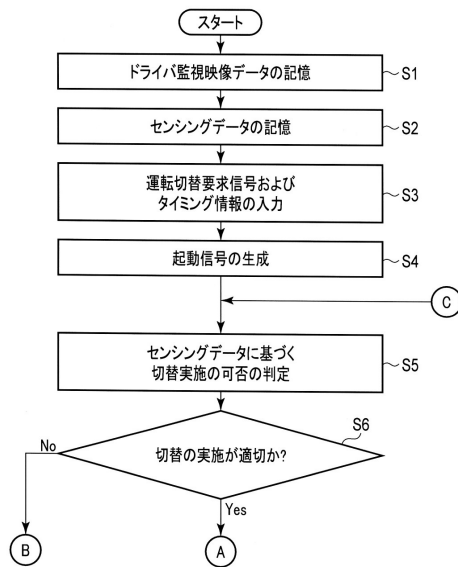 スタート
ドライバ監視映像データの記憶
S1
センシングデータの記憶
S2
運転切替要求信号および
タイミング情報の入力
S3
起動信号の生成
S4
C
センシングデータに基づく
切替実施の可否の判定
S5
S6
切替の実施が適切か?
No
Yes
B
A